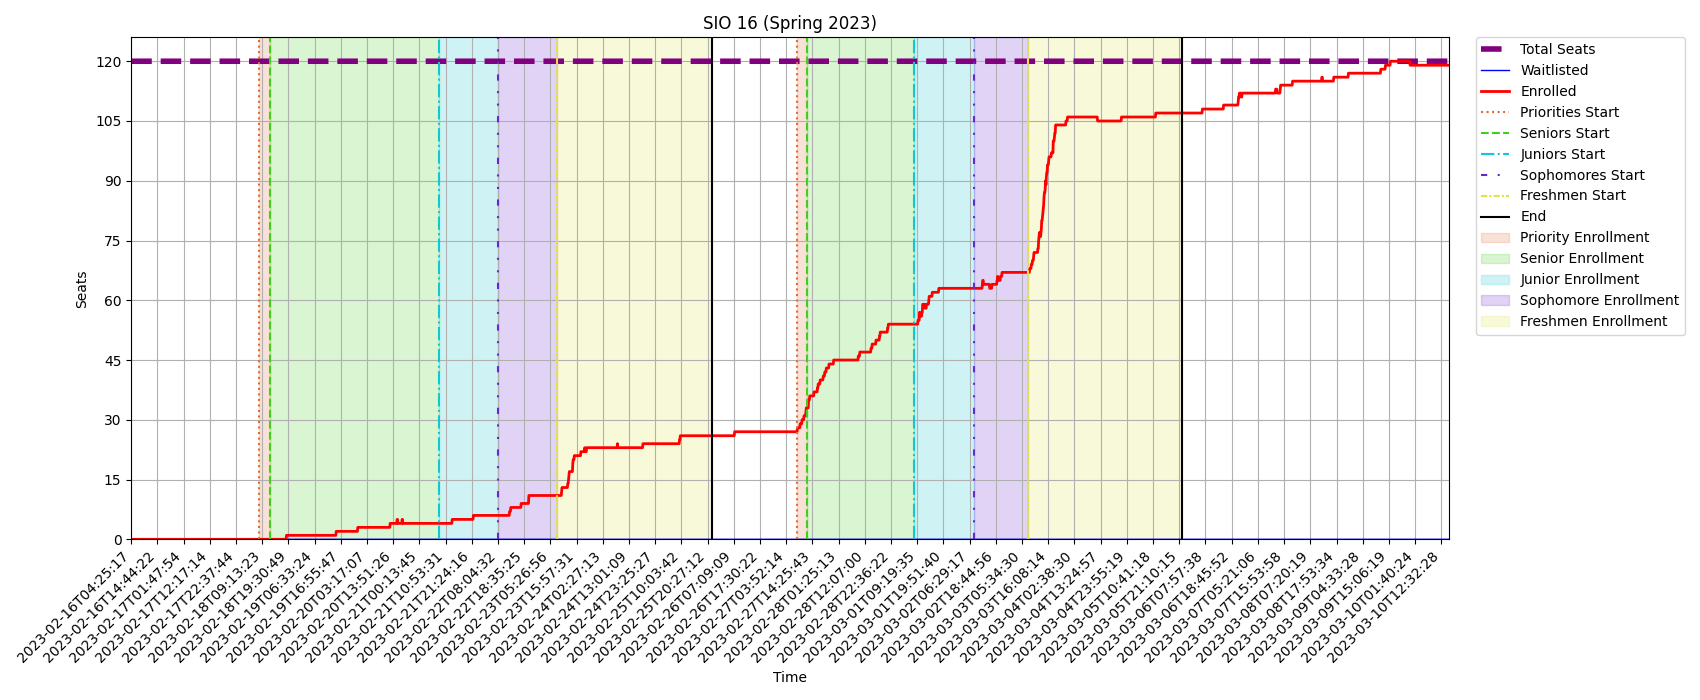 SIO 16 (Spring 2023)
Total Seats
Waitlisted
Enrolled
Priorities Start
Seniors Start
Juniors Start
Sophomores Start
Freshmen Start
End
Priority Enrollment
Senior Enrollment
Junior Enrollment
Sophomore Enrollment
Freshmen Enrollment
Seats
120
105
90
75
60
45
30
15
0
2023-02-16T04:25:17
2023-02-16T14:44:22
2023-02-17T01:47:54
2023-02-17T12:17:14
2023-02-17T22:37:44
2023-02-18T09:13:23
2023-02-18T19:30:49
2023-02-19T06:33:24
2023-02-19T16:55:47
2023-02-20T03:17:07
2023-02-20T13:51:26
2023-02-21T00:13:45
2023-02-21T10:53:31
2023-02-21T21:24:16
2023-02-22T08:04:32
2023-02-22T18:35:25
2023-02-23T05:26:56
2023-02-23T15:57:31
2023-02-24T02:27:13
2023-02-24T13:01:09
2023-02-24T23:25:27
2023-02-25T10:03:42
2023-02-25T20:27:12
2023-02-26T07:09:09
2023-02-26T17:30:22
2023-02-27T03:52:14
2023-02-27T14:25:43
2023-02-28T01:25:13
2023-02-28T12:07:00
2023-02-28T22:36:22
2023-03-01T09:19:35
2023-03-01T19:51:40
2023-03-02T06:29:17
2023-03-02T18:44:56
2023-03-03T05:34:30
2023-03-03T16:08:14
2023-03-04T02:38:30
2023-03-04T13:24:57
2023-03-04T23:55:19
2023-03-05T10:41:18
2023-03-05T21:10:15
2023-03-06T07:57:38
2023-03-06T18:45:52
2023-03-07T05:21:06
2023-03-07T15:53:58
2023-03-08T07:20:19
2023-03-08T17:53:34
2023-03-09T04:33:28
2023-03-09T15:06:19
2023-03-10T01:40:24
2023-03-10T12:32:28
Time